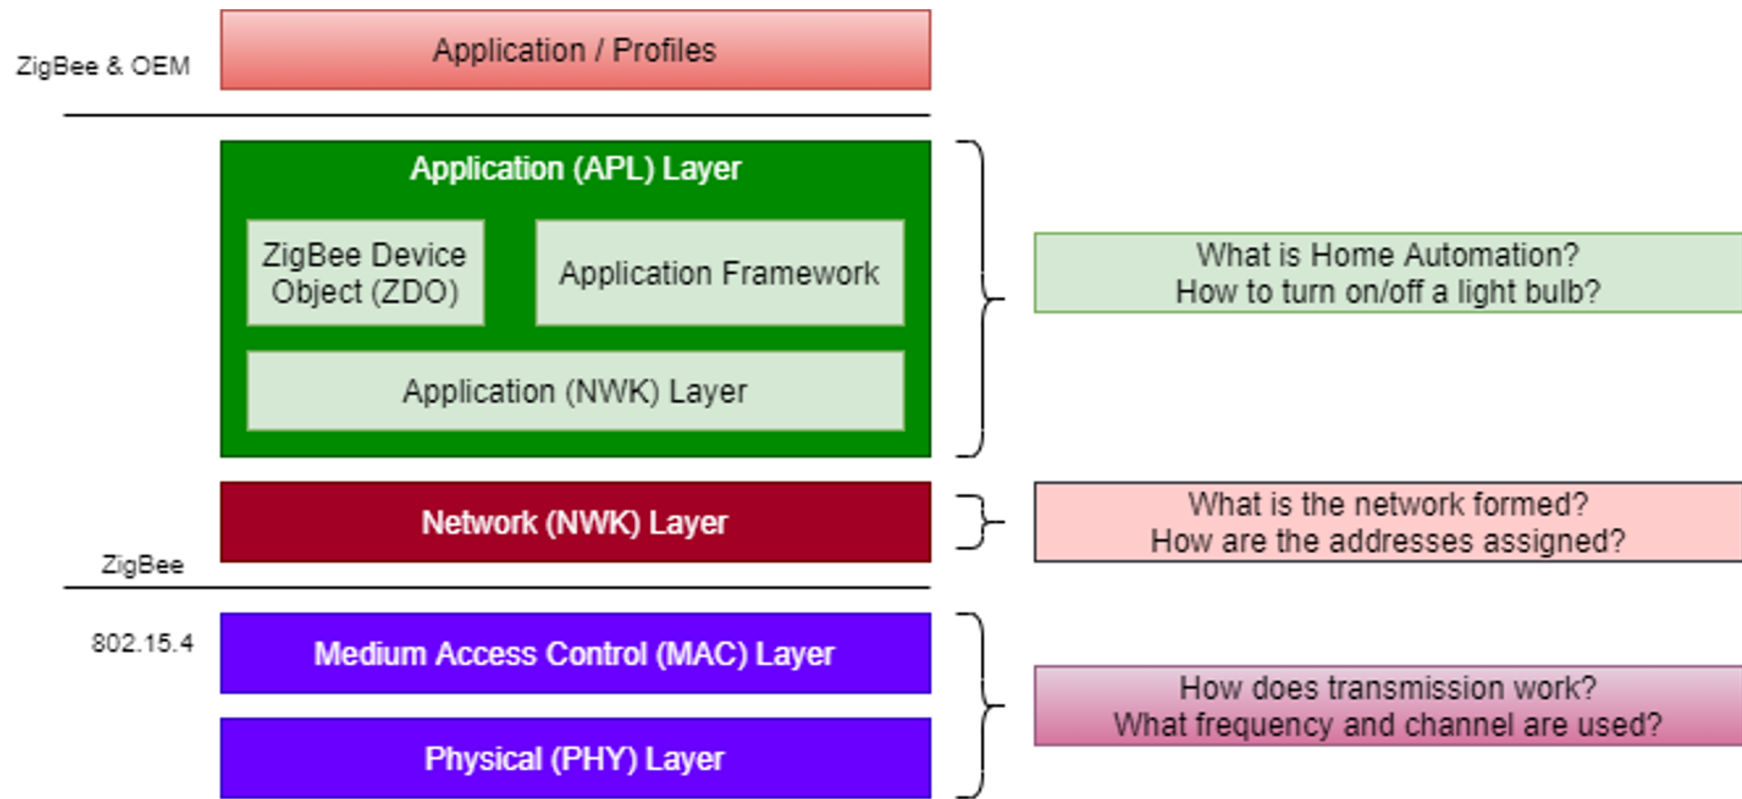 Application / Profiles
ZigBee & OEM
Application (APL) Layer
ZigBee Device
Object (ZDO)
Application Framework
Application (NWK) Layer
What is Home Automation?
How to turn on/off a light bulb?
Network (NWK) Layer
What is the network formed?
How are the addresses assigned?
ZigBee
802.15.4
Medium Access Control (MAC) Layer
Physical (PHY) Layer
How does transmission work?
What frequency and channel are used?